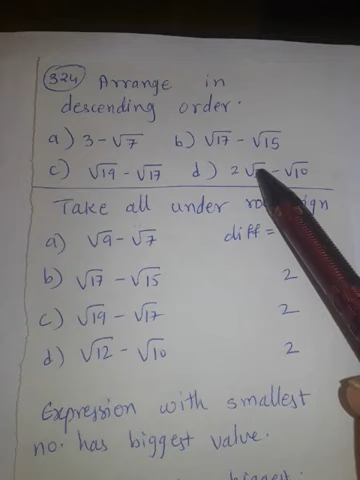 324 Arrange in
descending order.
a) 3-√7 b) √17 - √15
c) √19 - √17 d) 2√ - √10
Take all under sign
a) √9 - √7 diff =
b) √17 - √15 2
c) √19 - √17 2
d) √12 - √10 2
Expression with smallest
no. has biggest value.